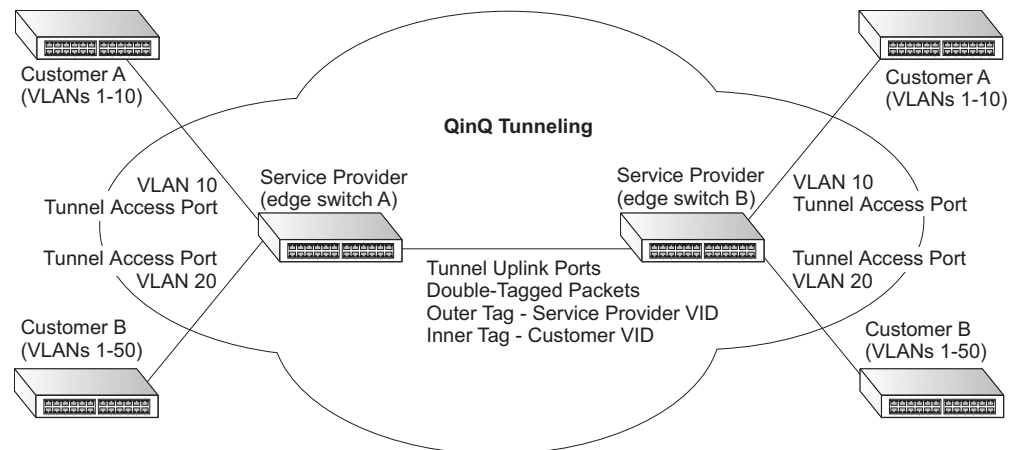 Customer A
(VLANs 1-10)
Customer A
(VLANs 1-10)
QinQ Tunneling
VLAN 10
Tunnel Access Port
Service Provider
(edge switch A)
Service Provider
(edge switch B)
VLAN 10
Tunnel Access Port
Tunnel Access Port
VLAN 20
Tunnel Uplink Ports
Double-Tagged Packets
Outer Tag - Service Provider VID
Inner Tag - Customer VID
Tunnel Access Port
VLAN 20
Customer B
(VLANs 1-50)
Customer B
(VLANs 1-50)